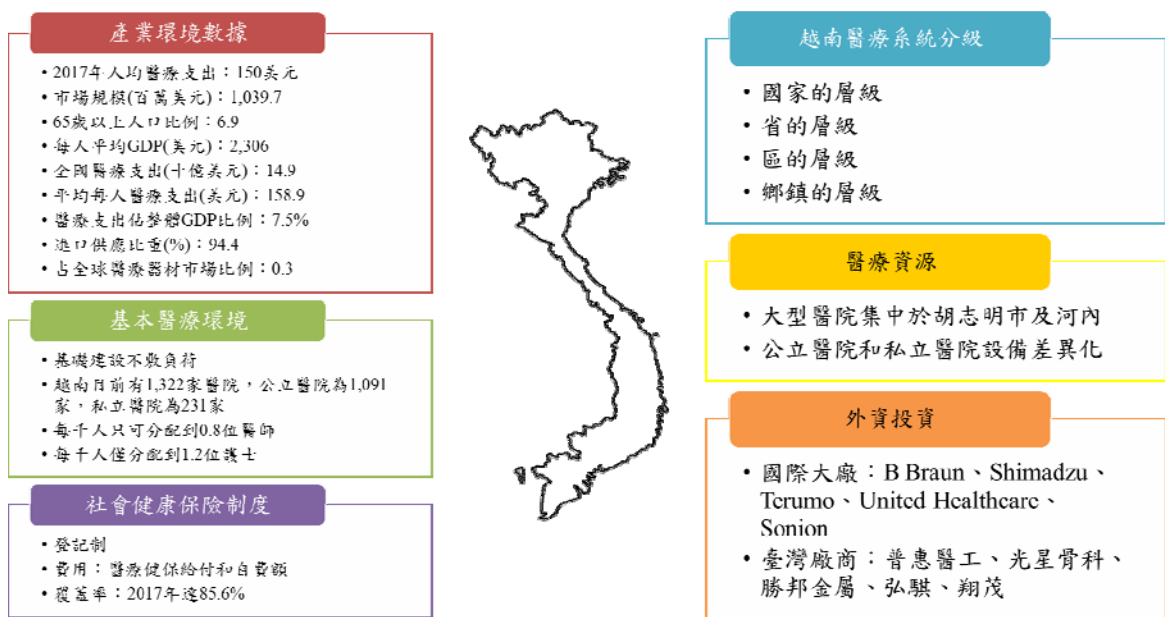 產業環境數據
• 2017年人均醫療支出：150美元
• 市場規模(百萬美元)：1,039.7
• 65歲以上人口比例：6.9
• 每人平均GDP(美元)：2,306
• 全國醫療支出(十億美元)：14.9
• 平均每人醫療支出(美元)：158.9
• 醫療支出佔整體GDP比例：7.5%
• 進口供應比重(%)：94.4
• 占全球醫療器材市場比例：0.3
基本醫療環境
• 基礎建設不敷負荷
• 越南目前有1,322家醫院，公立醫院為1,091
家，私立醫院為231家
• 每千人只可分配到0.8位醫師
• 每千人僅分配到1.2位護士
社會健康保險制度
• 登記制
• 費用：醫療健保給付和自費額
• 覆蓋率：2017年達85.6%
越南醫療系統分級
• 國家的層級
• 省的層級
• 區的層級
• 鄉鎮的層級
醫療資源
• 大型醫院集中於胡志明市及河內
• 公立醫院和私立醫院設備差異化
外資投資
• 國際大廠：B Braun、Shimadzu、
Terumo、United Healthcare、
Sonion
• 臺灣廠商：普惠醫工、光星骨科、
勝邦金屬、弘騏、翔茂